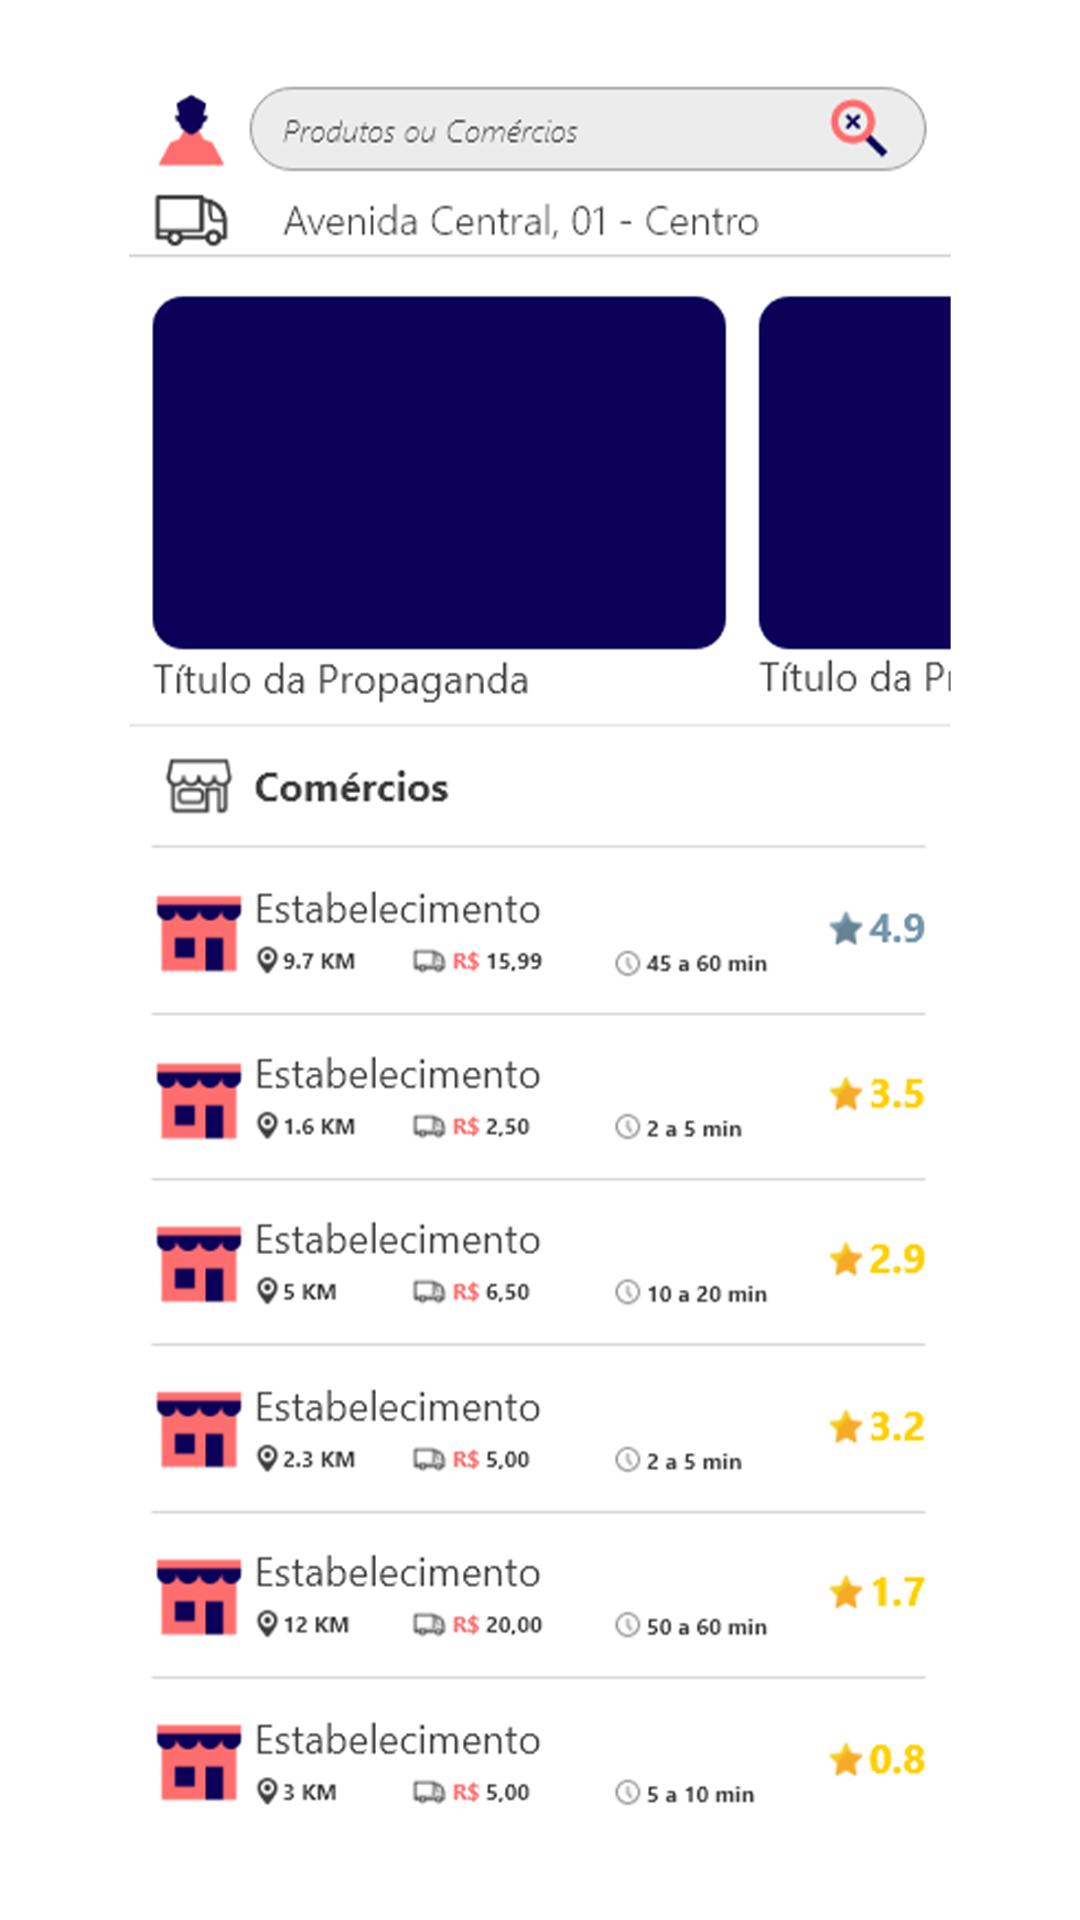 Produtos ou Comércios
Avenida Central, 01 - Centro
Título da Propaganda
Título da Pr
Comércios
Estabelecimento
4.9
9.7 KM R$ 15,99 45 a 60 min
Estabelecimento
3.5
1.6 KM R$ 2,50 2 a 5 min
Estabelecimento
2.9
5 KM R$ 6,50 10 a 20 min
Estabelecimento
3.2
2.3 KM R$ 5,00 2 a 5 min
Estabelecimento
1.7
12 KM R$ 20,00 50 a 60 min
Estabelecimento
0.8
3 KM R$ 5,00 5 a 10 min